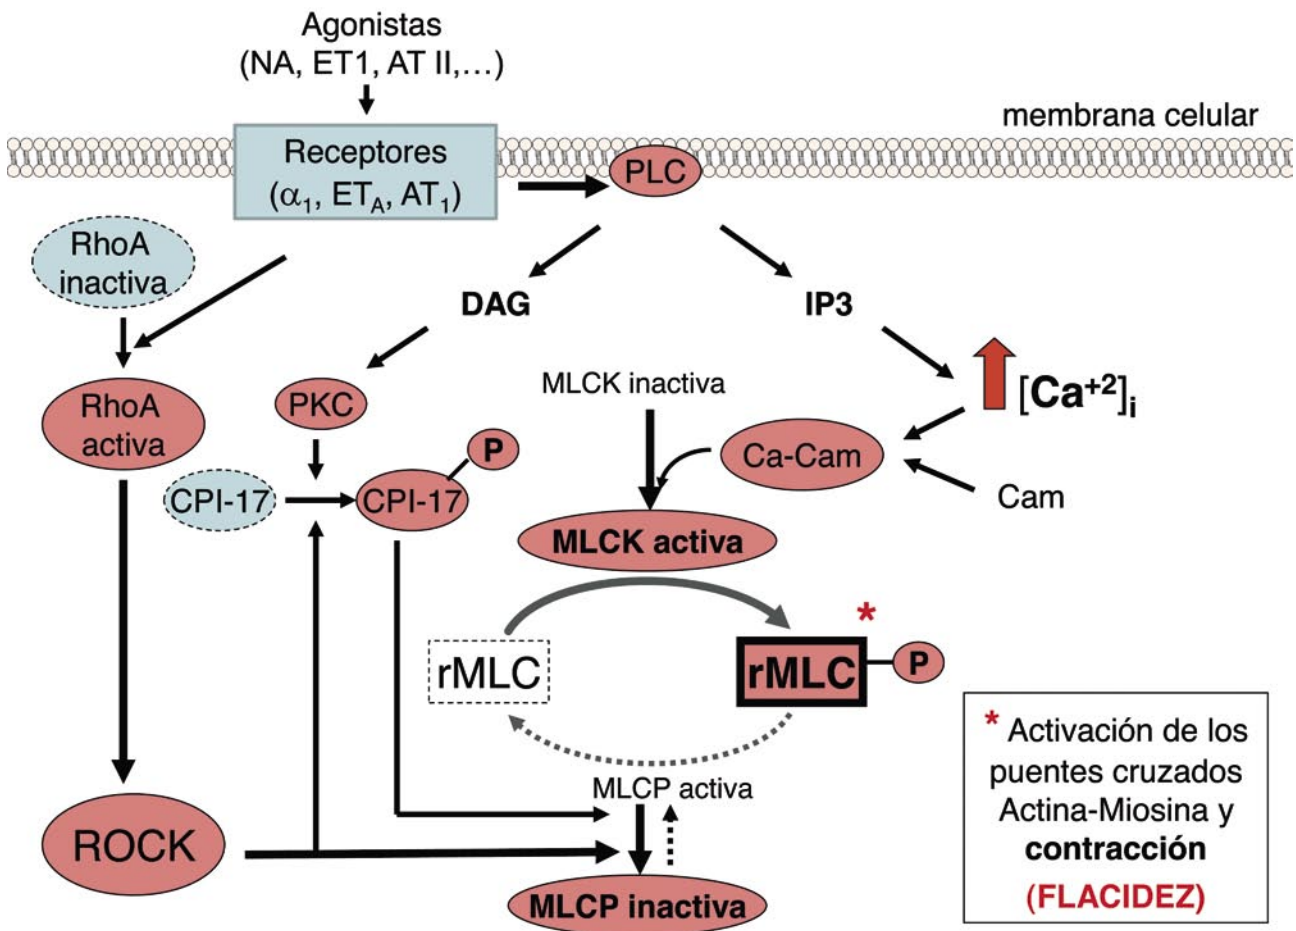 Agonistas
(NA, ET1, AT II,...)
membrana celular
Receptores
(α₁, ET_A, AT₁)
PLC
RhoA
inactiva
DAG
IP3
[Ca⁺²]ᵢ
MLCK inactiva
RhoA
activa
PKC
P
Ca-Cam
CPI-17
CPI-17
Cam
MLCK activa
*
rMLC
rMLC
P
* Activación de los
puentes cruzados
Actina-Miosina y
contracción
(FLACIDEZ)
MLCP activa
ROCK
MLCP inactiva